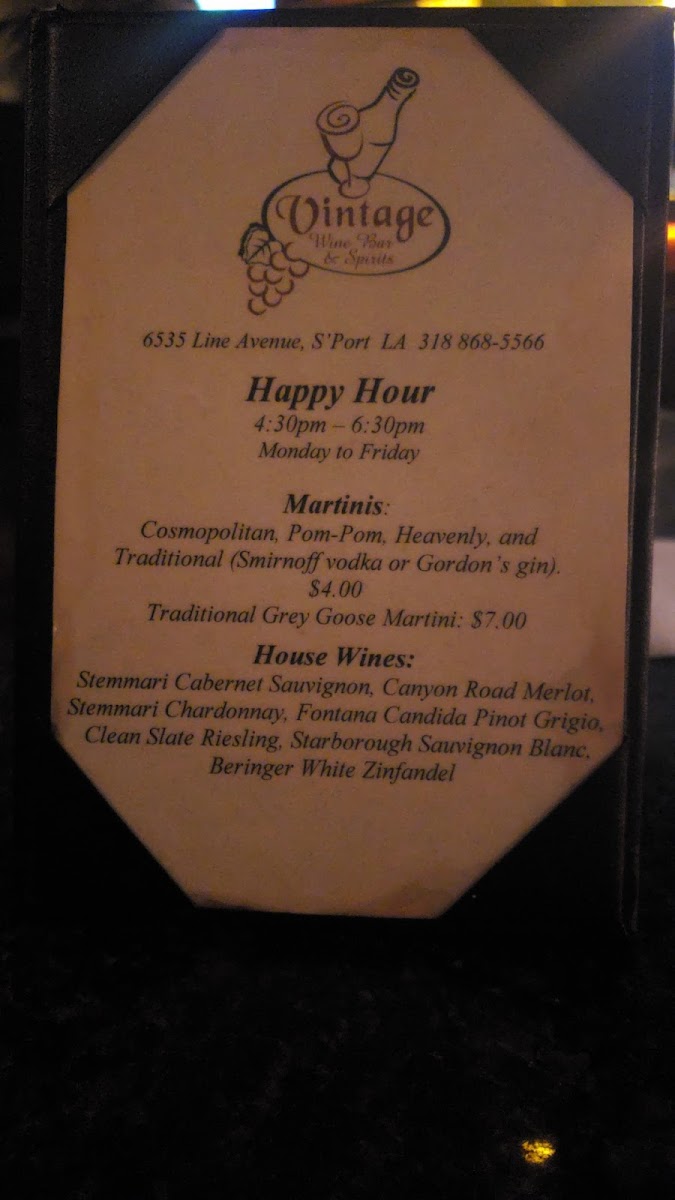 Vintage
Wine Bar
& Spirits
6535 Line Avenue, S'Port LA 318 868-5566
Happy Hour
4:30pm – 6:30pm
Monday to Friday
Martinis:
Cosmopolitan, Pom-Pom, Heavenly, and
Traditional (Smirnoff vodka or Gordon's gin).
$4.00
Traditional Grey Goose Martini: $7.00
House Wines:
Stemmari Cabernet Sauvignon, Canyon Road Merlot,
Stemmari Chardonnay, Fontana Candida Pinot Grigio,
Clean Slate Riesling, Starborough Sauvignon Blanc,
Beringer White Zinfandel